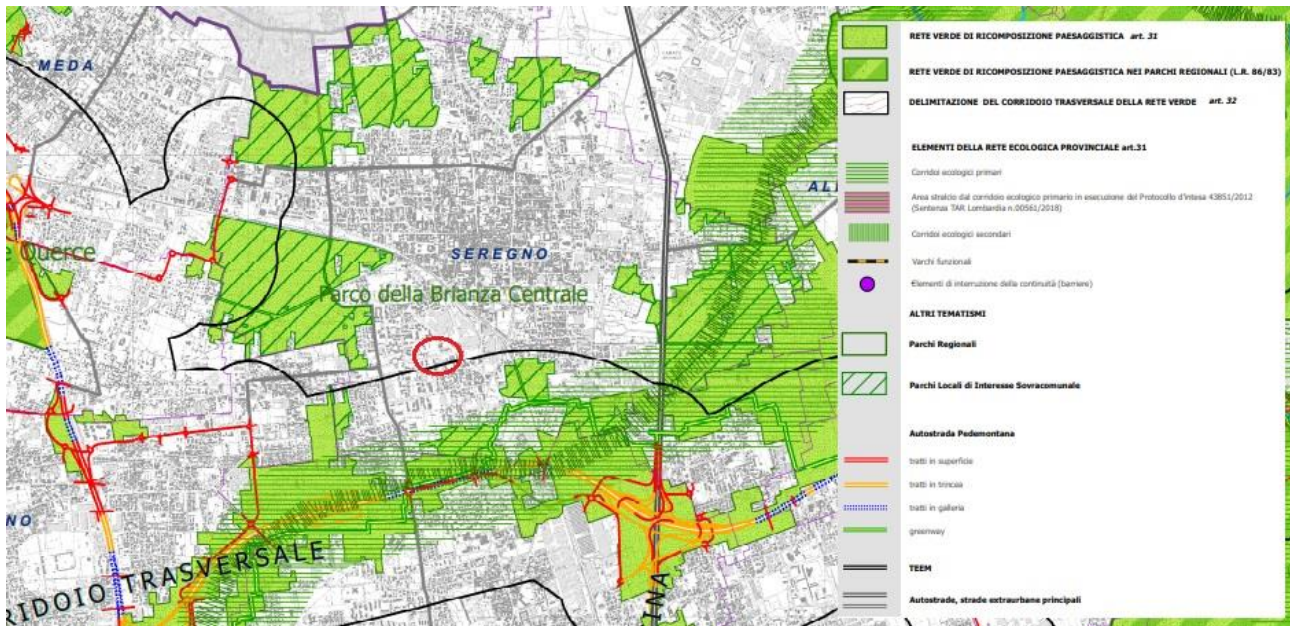 MEDA
SEREGNO
Querce
Parco della Brianza Centrale
NO
RIDOIO TRASVERSALE
INA
AL
RETE VERDE DI RICOMPOSIZIONE PAESAGGISTICA art. 31
RETE VERDE DI RICOMPOSIZIONE PAESAGGISTICA NEI PARCHI REGIONALI (L.R. 86/83)
DELIMITAZIONE DEL CORRIDOIO TRASVERSALE DELLA RETE VERDE art. 32
ELEMENTI DELLA RETE ECOLOGICA PROVINCIALE art.31
Corridoi ecologici primari
Area stralcio dal corridoio ecologico primario in esecuzione del Protocollo d'Intesa 43851/2012
(Sentenza TAR Lombardia n.00561/2018)
Corridoi ecologici secondari
Varchi funzionali
Elementi di interruzione della continuità (barriere)
ALTRI TEMATISMI
Parchi Regionali
Parchi Locali di Interesse Sovracomunale
Autostrada Pedemontana
tratti in superficie
tratti in trincea
tratti in galleria
greenway
TEEM
Autostrade, strade extraurbane principali